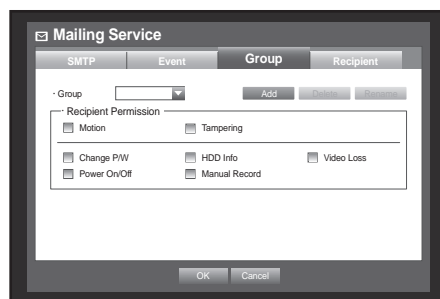 Mailing Service
SMTP Event Group Recipient
· Group Add Delete Rename
· Recipient Permission
Motion Tampering
Change P/W HDD Info Video Loss
Power On/Off Manual Record
OK Cancel